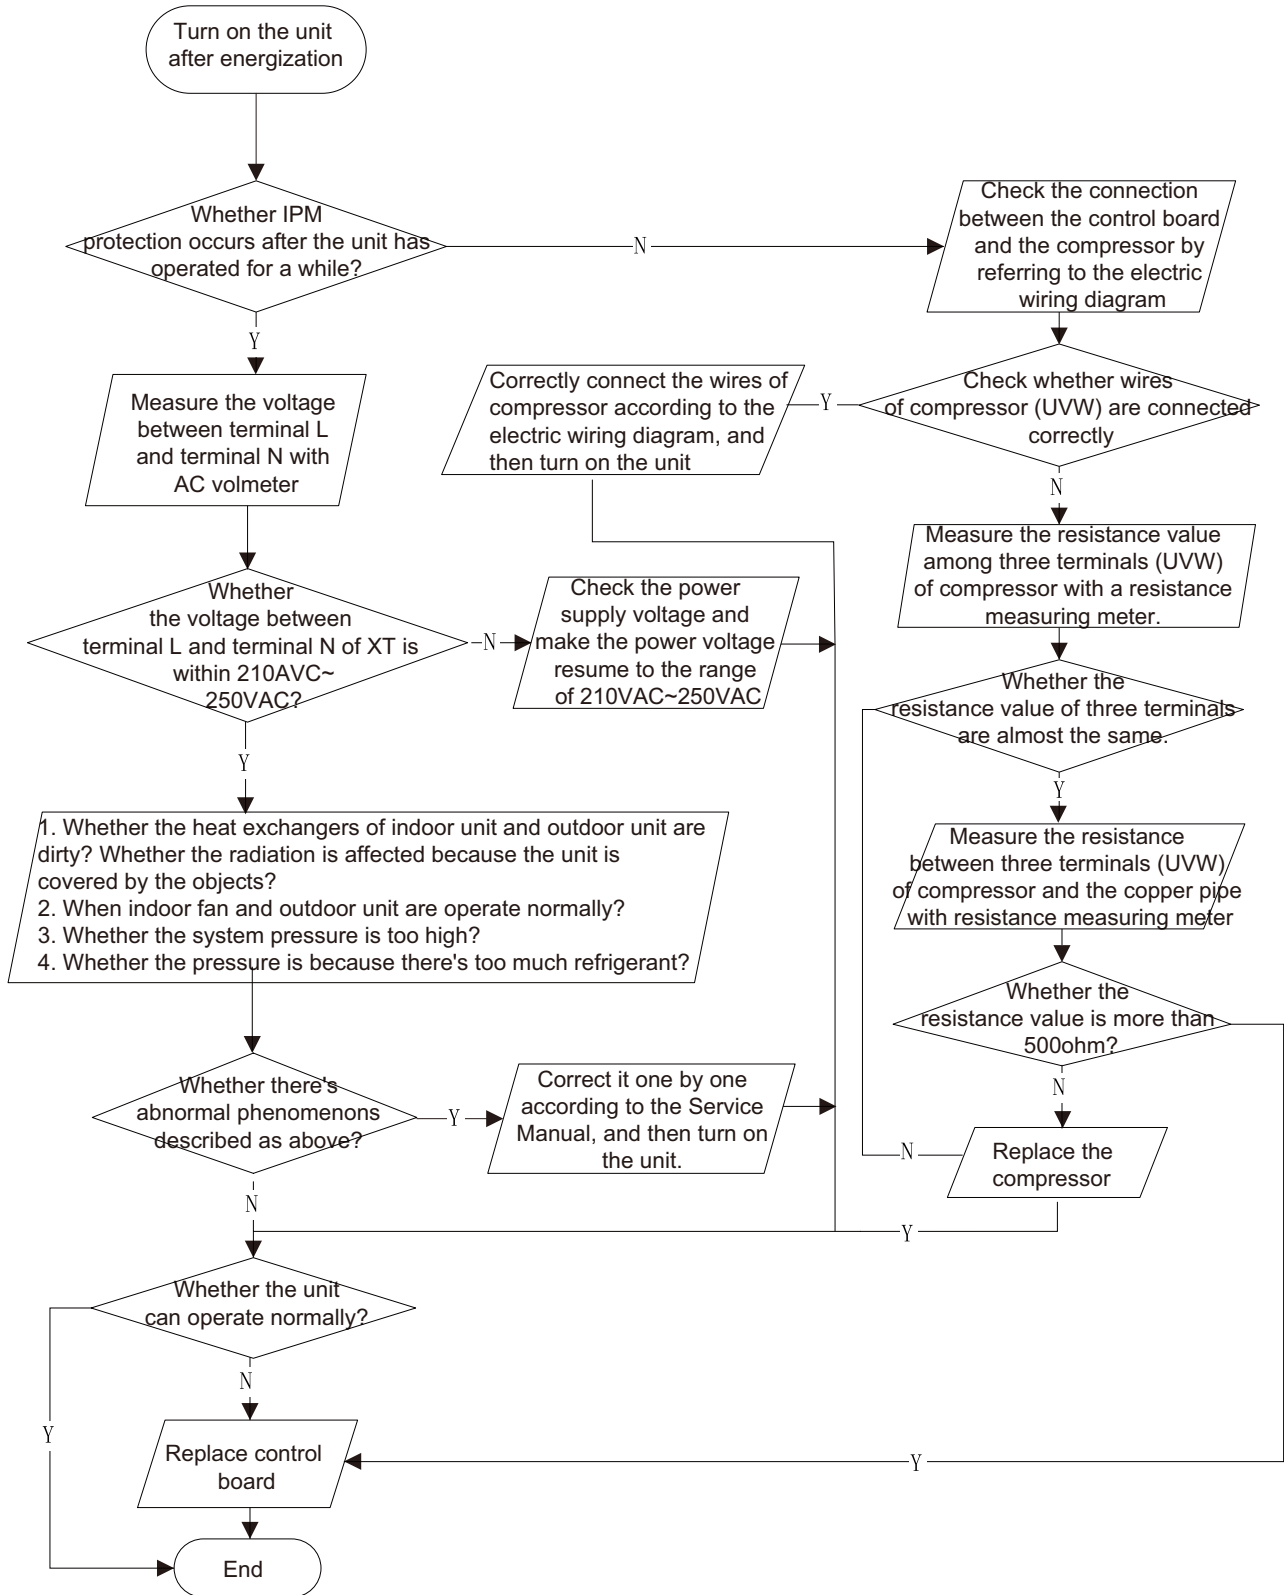 Turn on the unit
after energization
Whether IPM
protection occurs after the unit has
operated for a while?
N
Check the connection
between the control board
and the compressor by
referring to the electric
wiring diagram
Y
Measure the voltage
between terminal L
and terminal N with
AC volmeter
Correctly connect the wires of
compressor according to the
electric wiring diagram, and
then turn on the unit
Y
Check whether wires
of compressor (UVW) are connected
correctly
N
Measure the resistance value
among three terminals (UVW)
of compressor with a resistance
measuring meter.
Whether
the voltage between
terminal L and terminal N of XT is
within 210AVC~
250VAC?
N
Check the power
supply voltage and
make the power voltage
resume to the range
of 210VAC~250VAC
Whether the
resistance value of three terminals
are almost the same.
Y
Y
1. Whether the heat exchangers of indoor unit and outdoor unit are
dirty? Whether the radiation is affected because the unit is
covered by the objects?
2. When indoor fan and outdoor unit are operate normally?
3. Whether the system pressure is too high?
4. Whether the pressure is because there's too much refrigerant?
Measure the resistance
between three terminals (UVW)
of compressor and the copper pipe
with resistance measuring meter
Whether the
resistance value is more than
500ohm?
N
Whether there's
abnormal phenomenons
described as above?
Y
Correct it one by one
according to the Service
Manual, and then turn on
the unit.
N
Replace the
compressor
N
Y
Whether the unit
can operate normally?
N
Y
Replace control
board
Y
End